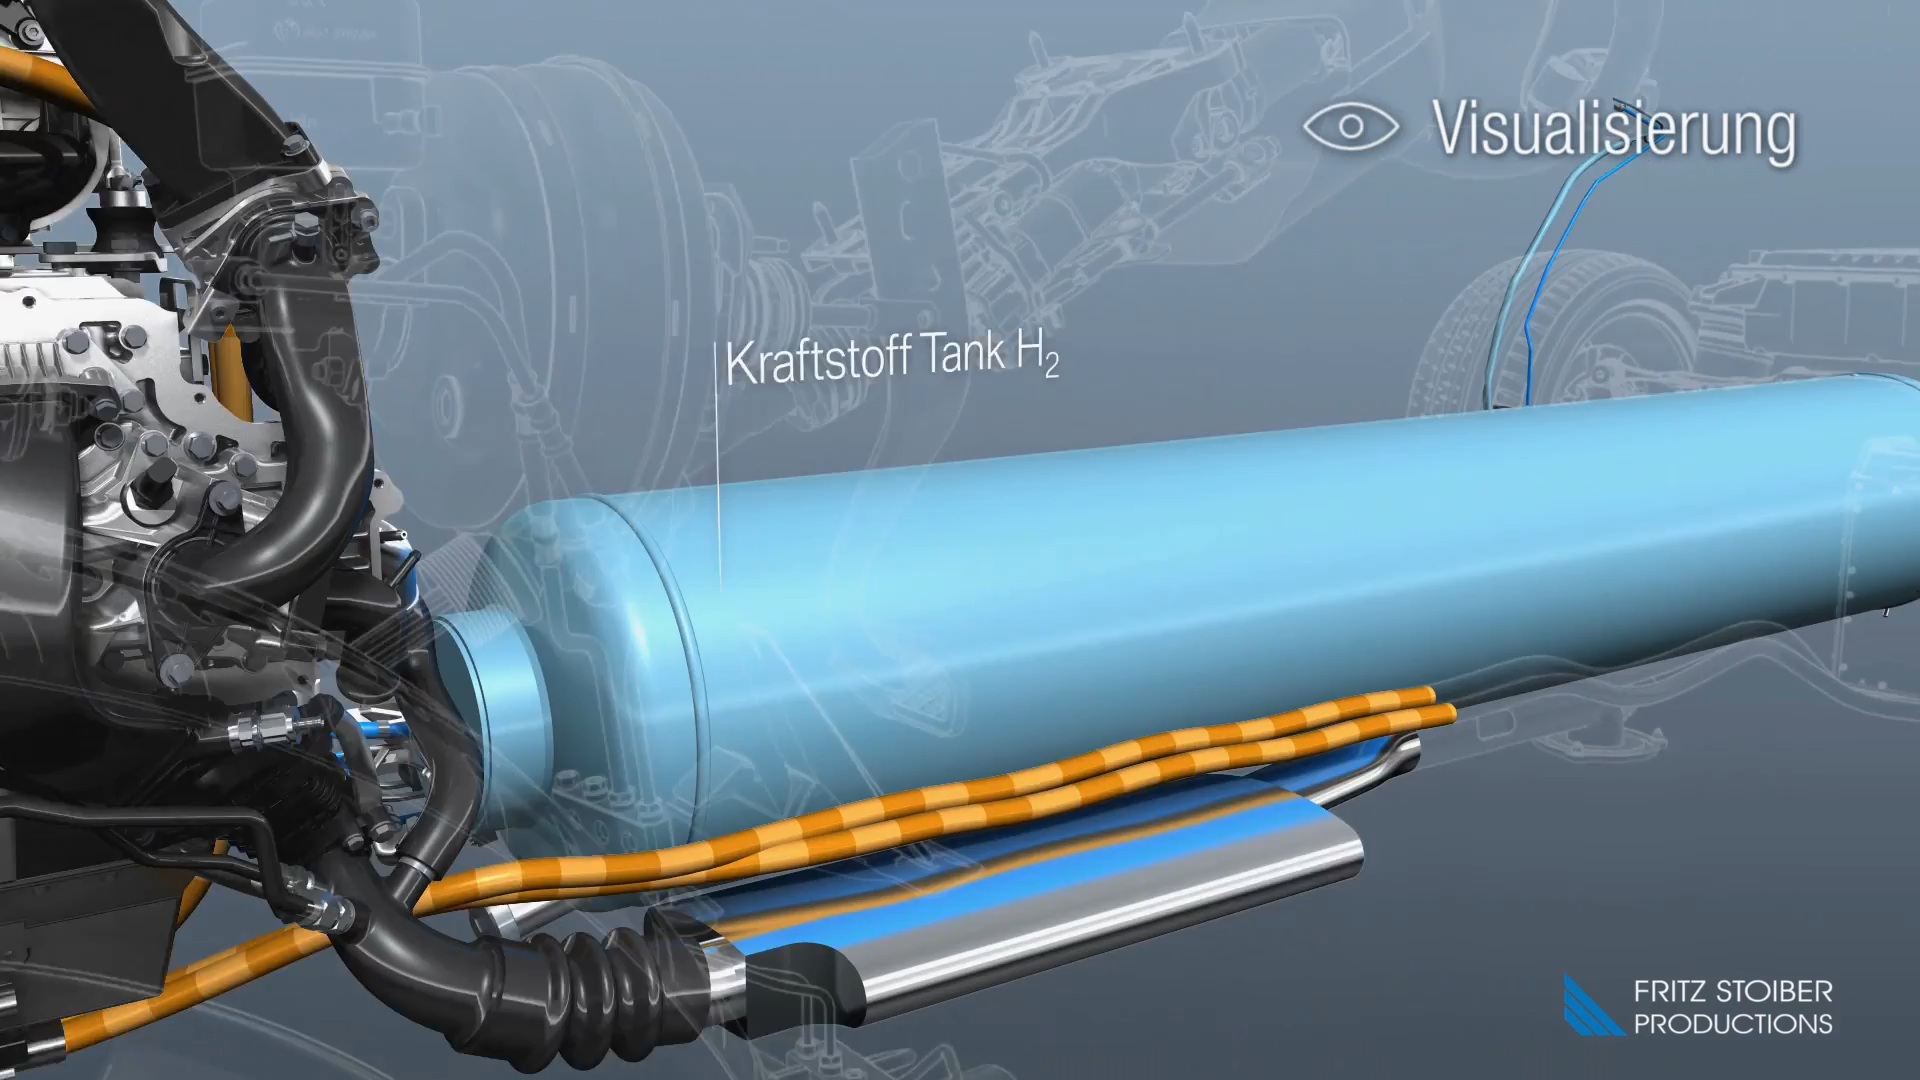 Visualisierung
Kraftstoff Tank H₂
FRITZ STOIBER
PRODUCTIONS